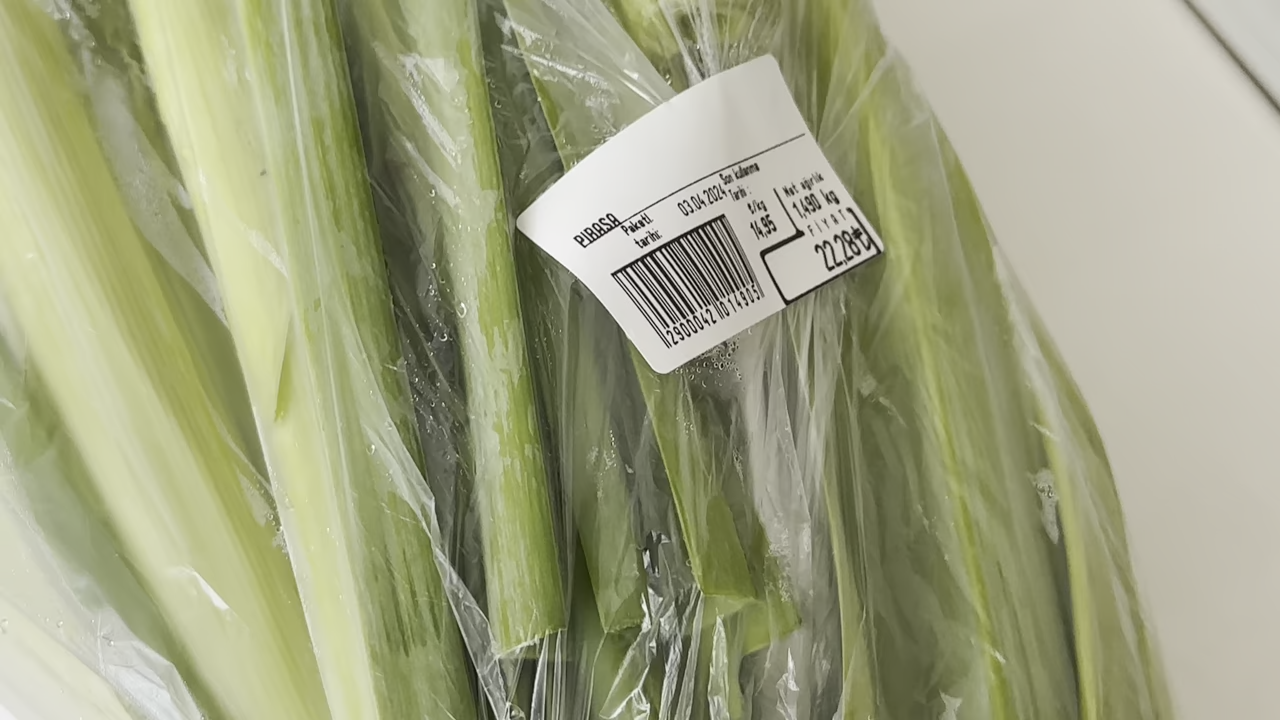 PIRASA
Paket. 03.04.2024 Son kullanma
tarihi: Tarihi :
₺/kg
14,95
Net ağırlık
1,490 kg
FİYAT
22,28₺
2900042014905